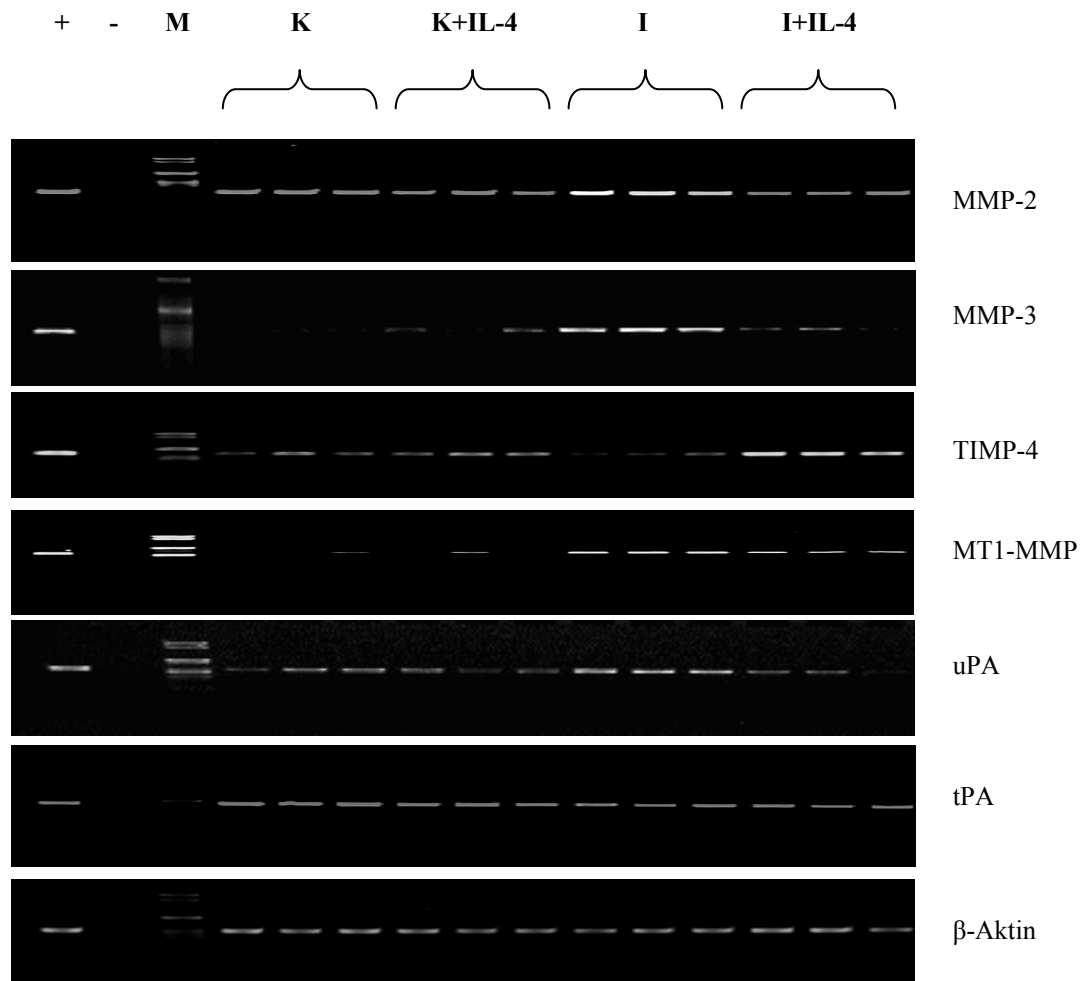 + - M K K+IL-4 I I+IL-4
MMP-2
MMP-3
TIMP-4
MT1-MMP
uPA
tPA
β-Aktin